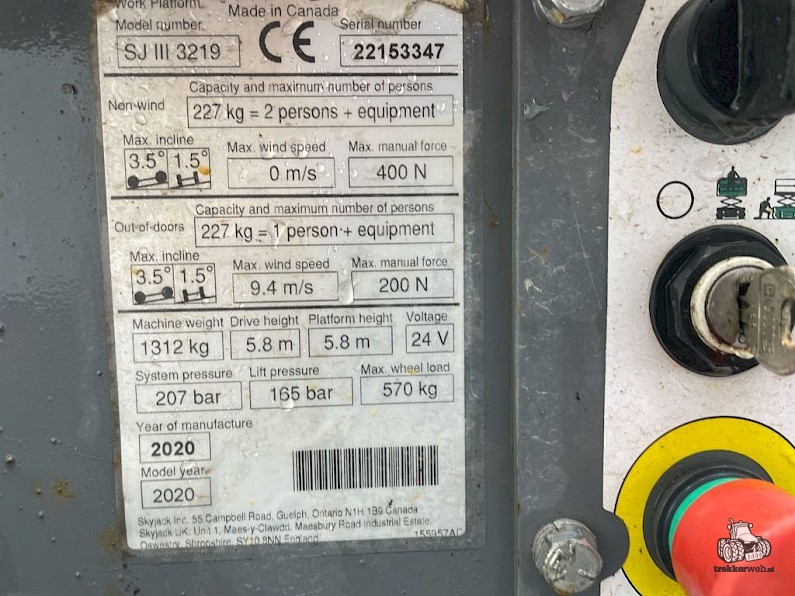 Work Platform
Made in Canada
Model number
CE
Serial number
SJ III 3219
22153347
Capacity and maximum number of persons
Non-wind
227 kg = 2 persons + equipment
Max. incline
Max. wind speed
Max. manual force
3.5° 1.5°
0 m/s
400 N
Capacity and maximum number of persons
Out-of-doors
227 kg = 1 person + equipment
Max. incline
Max. wind speed
Max. manual force
3.5° 1.5°
9.4 m/s
200 N
Machine weight
Drive height
Platform height
Voltage
1312 kg
5.8 m
5.8 m
24 V
System pressure
Lift pressure
Max. wheel load
207 bar
165 bar
570 kg
Year of manufacture
2020
Model year
2020
Skyjack Inc. 55 Campbell Road, Guelph, Ontario N1H 1B9 Canada
Skyjack UK. Unit 1, Maes-y-Clawdd. Maesbury Road Industrial Estate.
Oswestry, Shropshire, SY10 8NN England
trekkerweb.nl